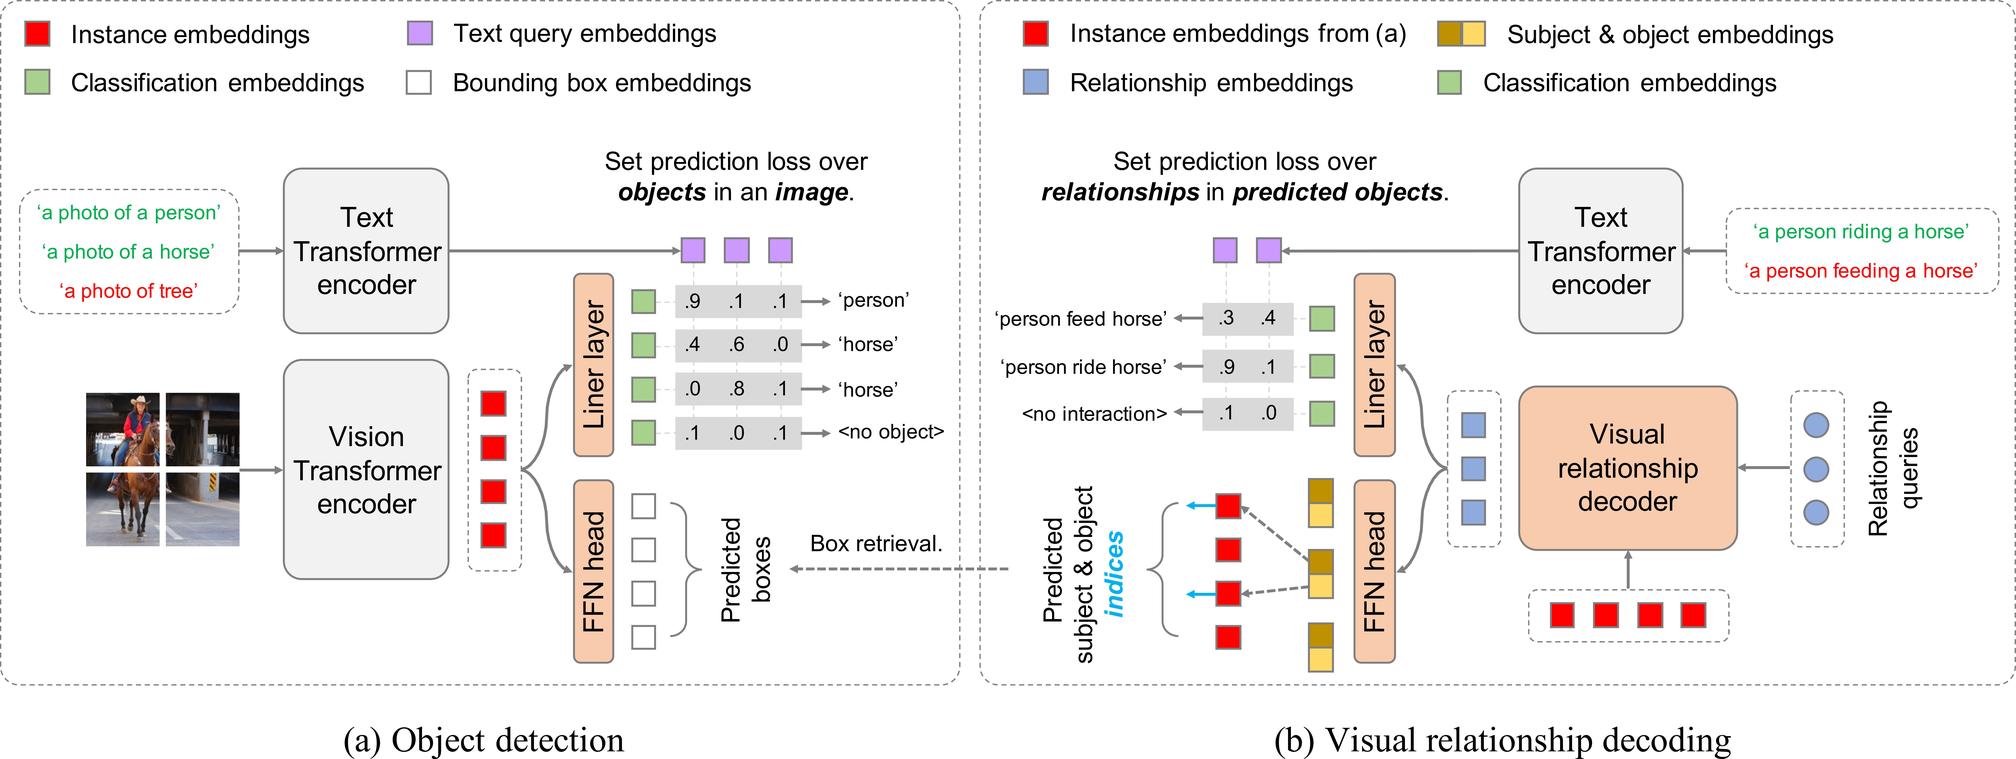 Instance embeddings
Text query embeddings
Classification embeddings
Bounding box embeddings
Set prediction loss over
objects in an image.
‘a photo of a person’
‘a photo of a horse’
‘a photo of tree’
Text
Transformer
encoder
Vision
Transformer
encoder
Liner layer
.9 .1 .1 ‘person’
.4 .6 .0 ‘horse’
.0 .8 .1 ‘horse’
.1 .0 .1 <no object>
FFN head
Predicted
boxes
Box retrieval.
(a) Object detection
Instance embeddings from (a)
Subject & object embeddings
Relationship embeddings
Classification embeddings
Set prediction loss over
relationships in predicted objects.
Text
Transformer
encoder
‘a person riding a horse’
‘a person feeding a horse’
‘person feed horse’ .3 .4
‘person ride horse’ .9 .1
<no interaction> .1 .0
Liner layer
Visual
relationship
decoder
Relationship
queries
Predicted
subject & object
indices
FFN head
(b) Visual relationship decoding